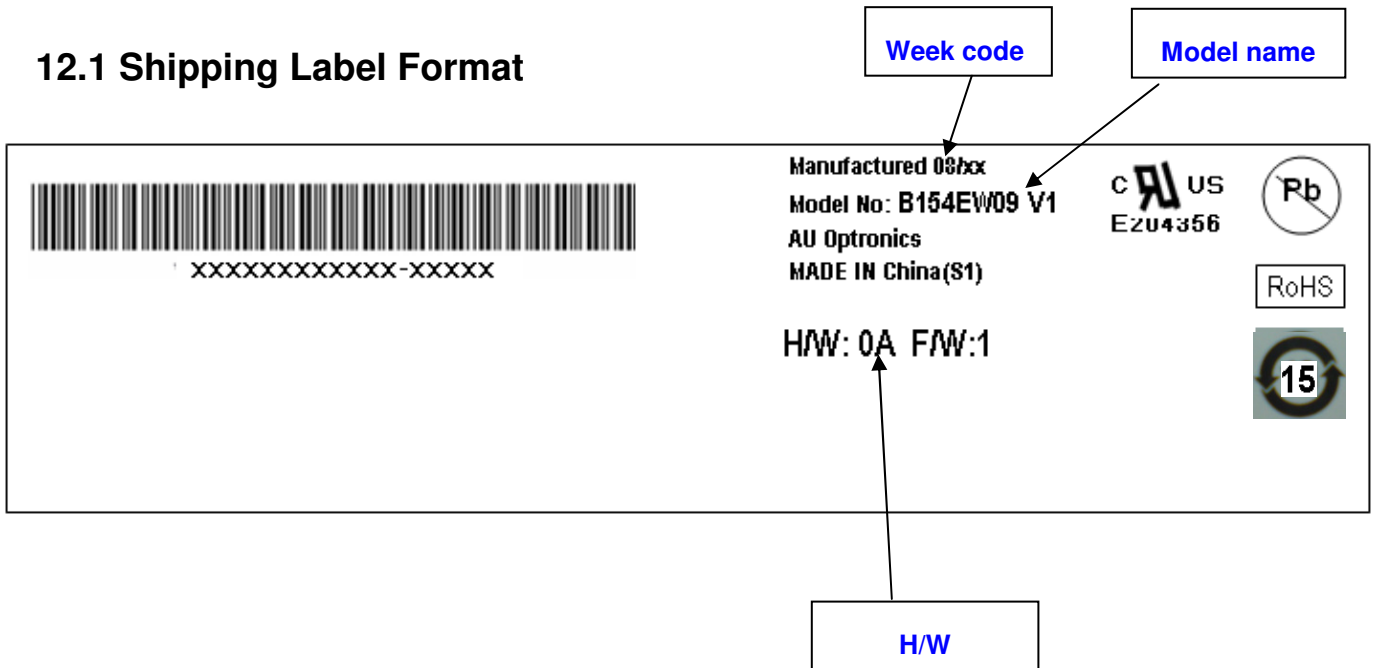 Week code
Model name
12.1 Shipping Label Format
Manufactured 08/xx
Model No: B154EW09 V1
AU Optronics
MADE IN China(S1)
H/W: 0A F/W:1
XXXXXXXXXXXX-XXXXX
c RU US
E204356
Pb
RoHS
15
H/W